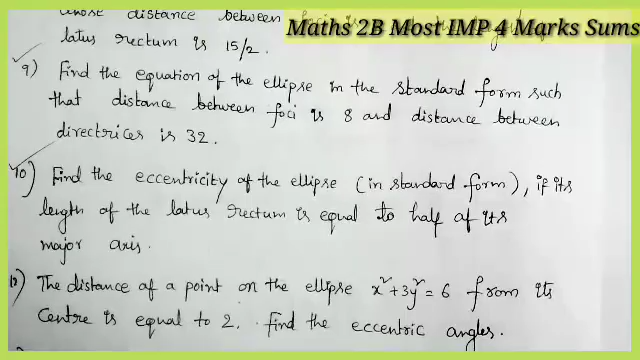 whose distance between foci is
Maths 2B Most IMP 4 Marks Sums
latus rectum is 15/2.
9) Find the equation of the ellipse in the standard form such
that distance between foci is 8 and distance between
directrices is 32.
10) Find the eccentricity of the ellipse (in standard form), if its
length of the latus rectum is equal to half of its
major axis.
The distance of a point on the ellipse x²+3y² = 6 from its
Centre is equal to 2. Find the eccentric angles.